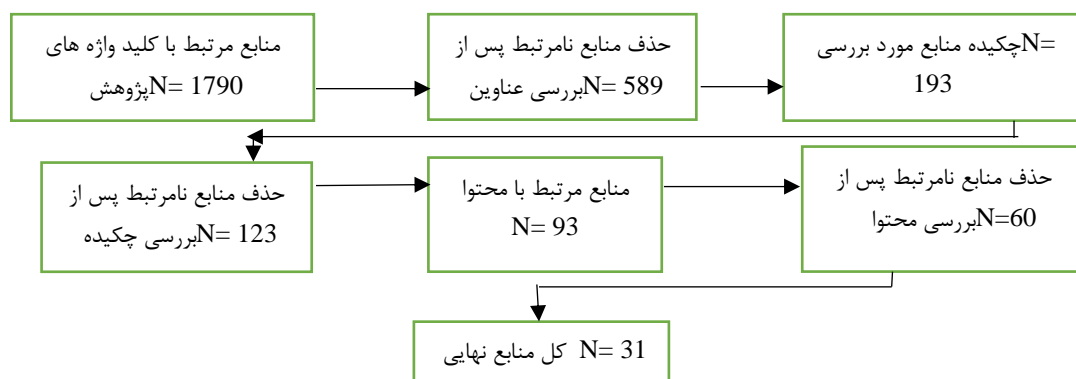 منابع مرتبط با کلید واژه های
پژوهش N= 1790
حذف منابع نامرتبط پس از
بررسی عناوین N= 589
چکیده منابع مورد بررسی N=
193
حذف منابع نامرتبط پس از
بررسی چکیده N= 123
منابع مرتبط با محتوا
N= 93
حذف منابع نامرتبط پس از
بررسی محتوا N=60
کل منابع نهایی N= 31